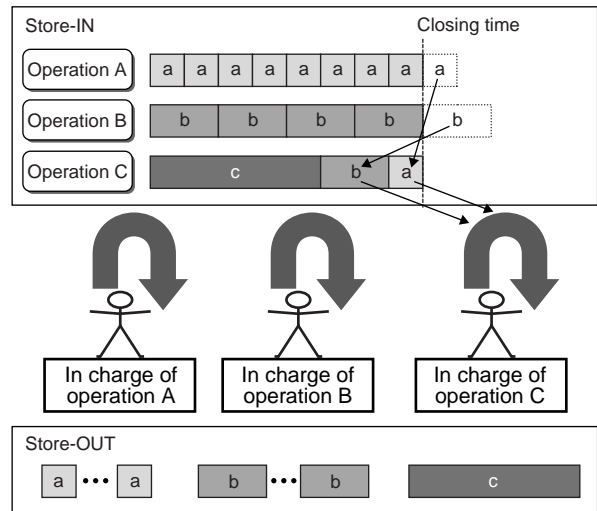 Store-IN
Closing time
Operation A
a a a a a a a a a
Operation B
b b b b b
Operation C
c b a
In charge of
operation A
In charge of
operation B
In charge of
operation C
Store-OUT
a ••• a
b ••• b
c